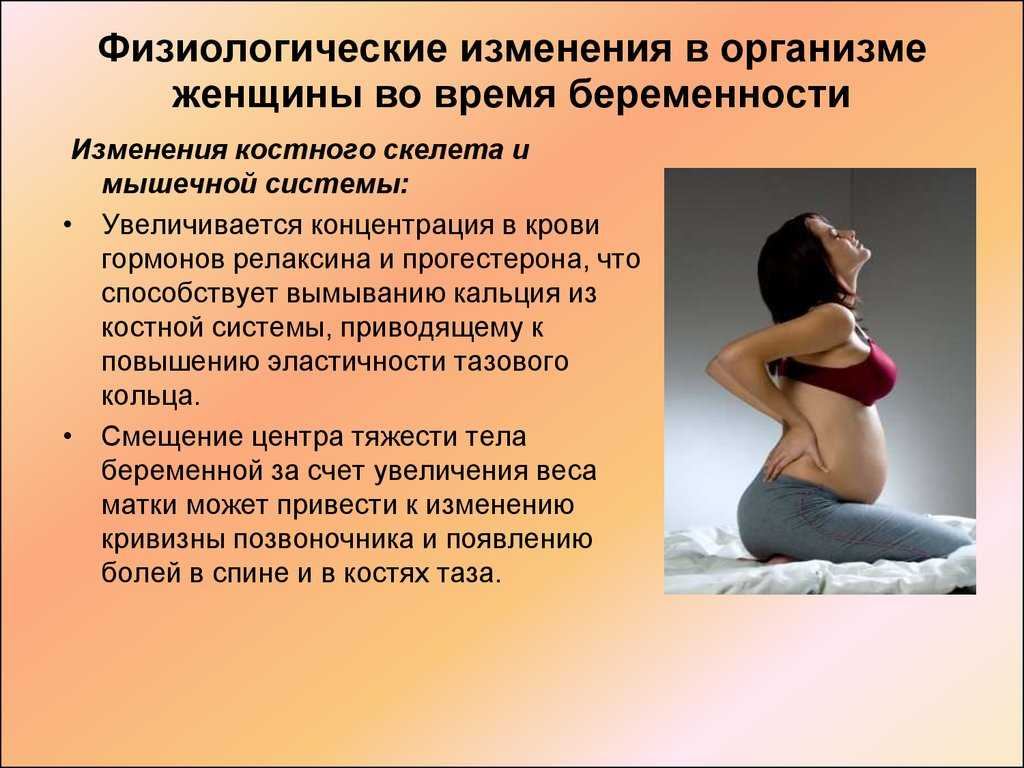 Физиологические изменения в организме
женщины во время беременности
Изменения костного скелета и
мышечной системы:
• Увеличивается концентрация в крови
гормонов релаксина и прогестерона, что
способствует вымыванию кальция из
костной системы, приводящему к
повышению эластичности тазового
кольца.
• Смещение центра тяжести тела
беременной за счет увеличения веса
матки может привести к изменению
кривизны позвоночника и появлению
болей в спине и в костях таза.